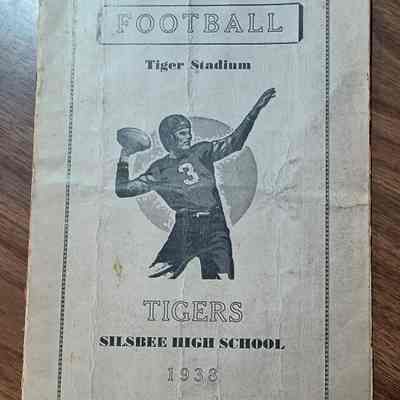 FOOTBALL
Tiger Stadium
3
TIGERS
SILSBEE HIGH SCHOOL
1938